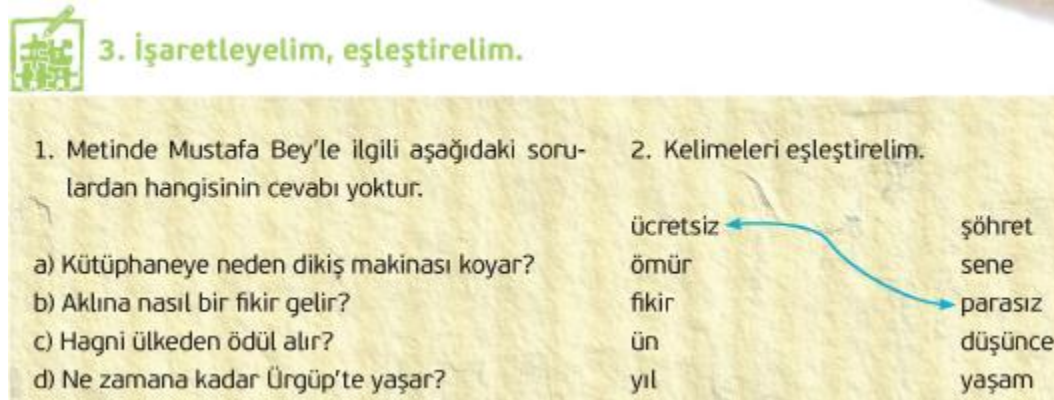 3. İşaretleyelim, eşleştirelim.
1. Metinde Mustafa Bey'le ilgili aşağıdaki soru-
lardan hangisinin cevabı yoktur.
a) Kütüphaneye neden dikiş makinası koyar?
b) Aklına nasıl bir fikir gelir?
c) Hagni ülkeden ödül alır?
d) Ne zamana kadar Ürgüp'te yaşar?
2. Kelimeleri eşleştirelim.
ücretsiz şöhret
ömür sene
fikir parasız
ün düşünce
yıl yaşam